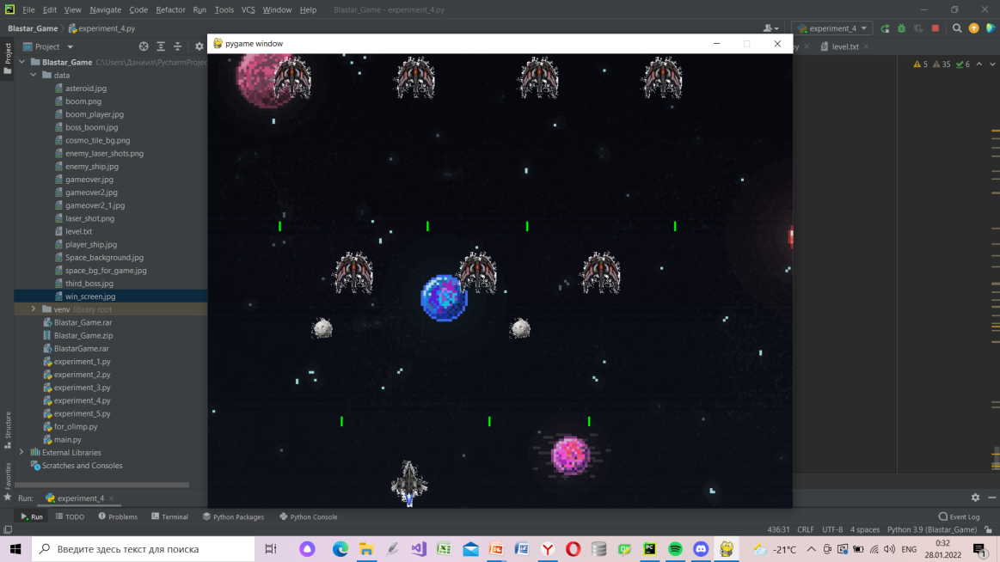 File Edit View Navigate Code Refactor Run Tools VCS Window Help Blastar_Game - experiment_4.py
Blastar_Game experiment_4.py
experiment_4
Project
pygame window
level.txt
Project
Blastar_Game C:\Users\Даниил\PycharmProjec
5 35 6
data
asteroid.jpg
boom.png
boom_player.jpg
boss_boom.jpg
cosmo_tile_bg.png
enemy_laser_shots.png
enemy_ship.jpg
gameover.jpg
gameover2.jpg
gameover2_1.jpg
laser_shot.png
level.txt
player_ship.jpg
Space_background.jpg
space_bg_for_game.jpg
third_boss.jpg
win_screen.jpg
venv library root
Blastar_Game.rar
Blastar_Game.zip
BlastarGame.rar
experiment_1.py
experiment_2.py
experiment_3.py
experiment_4.py
experiment_5.py
for_olimp.py
main.py
External Libraries
Scratches and Consoles
Structure
Favorites
Run: experiment_4
Run TODO Problems Terminal Python Packages Python Console Event Log
436:31 CRLF UTF-8 4 spaces Python 3.9 (Blastar_Game)
Введите здесь текст для поиска
-21°C ENG
0:32
28.01.2022
1